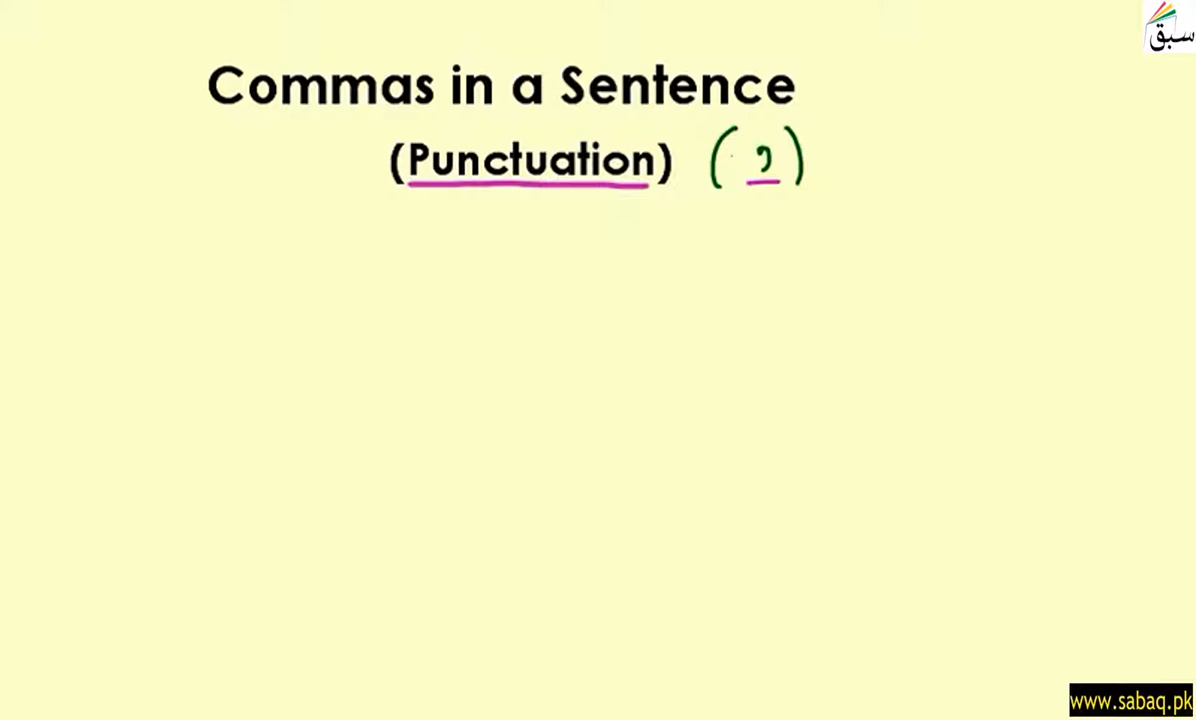 سبق
Commas in a Sentence
(Punctuation) ( , )
www.sabaq.pk